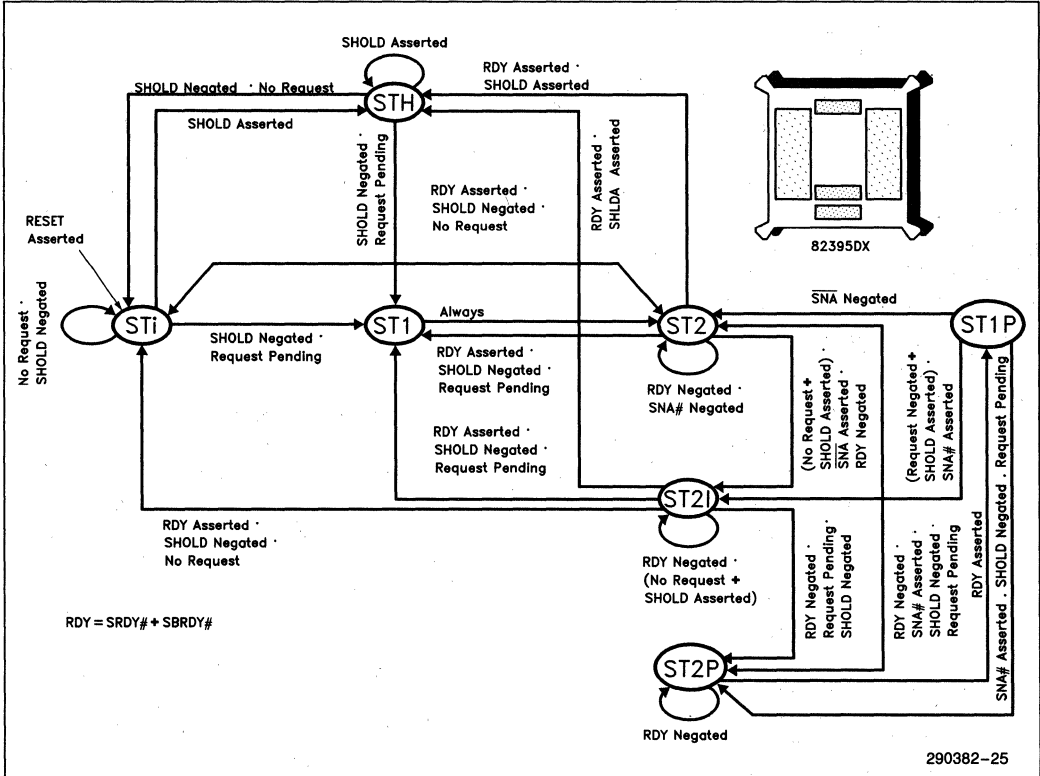 SHOLD Asserted
RDY Asserted ·
SHOLD Asserted
SHOLD Negated · No Request
STH
SHOLD Asserted
SHOLD Negated ·
Request Pending
RDY Asserted ·
SHOLD Negated ·
No Request
RDY Asserted ·
SHLDA Asserted
82395DX
RESET
Asserted
No Request ·
SHOLD Negated
STi
SHOLD Negated ·
Request Pending
ST1
Always
RDY Asserted ·
SHOLD Negated ·
Request Pending
ST2
RDY Negated ·
SNA# Negated
S̅N̅A̅ Negated
ST1P
(No Request +
SHOLD Asserted) ·
S̅N̅A̅ Asserted ·
RDY Negated
(Request Negated +
SHOLD Asserted) ·
SNA# Asserted
RDY Asserted ·
SHOLD Negated ·
Request Pending
ST2I
RDY Negated ·
(No Request +
SHOLD Asserted)
RDY Asserted ·
SHOLD Negated ·
No Request
RDY Negated ·
Request Pending ·
SHOLD Negated
RDY Negated ·
SNA# Asserted ·
SHOLD Negated ·
Request Pending
RDY Asserted
SNA# Asserted . SHOLD Negated . Request Pending
RDY = SRDY# + SBRDY#
ST2P
RDY Negated
290382-25